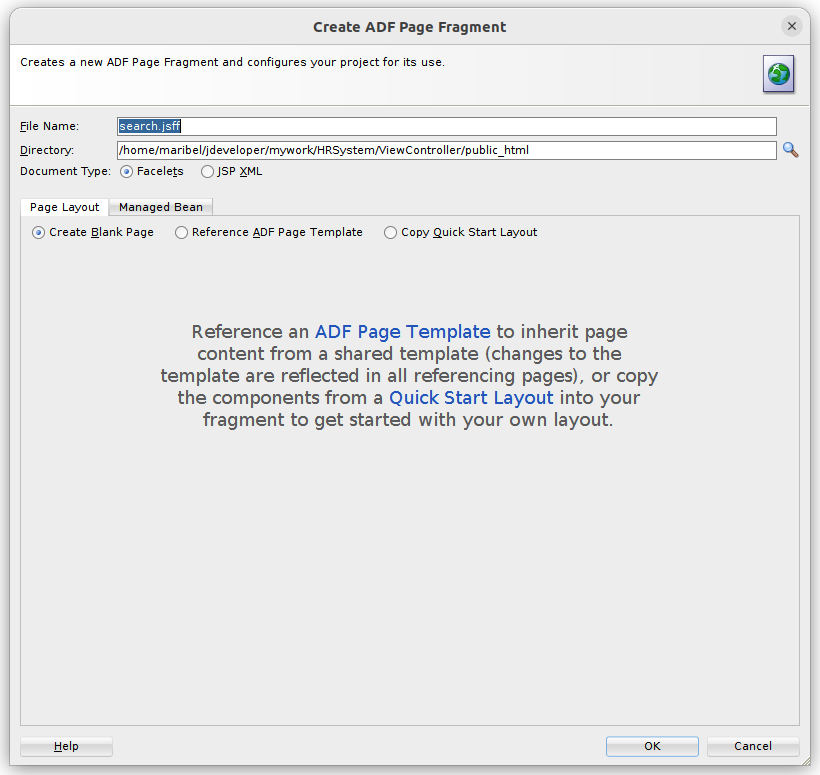 Create ADF Page Fragment
Creates a new ADF Page Fragment and configures your project for its use.
File Name: search.jsff
Directory: /home/maribel/jdeveloper/mywork/HRSystem/ViewController/public_html
Document Type: Facelets JSP XML
Page Layout Managed Bean
Create Blank Page Reference ADF Page Template Copy Quick Start Layout
Reference an ADF Page Template to inherit page
content from a shared template (changes to the
template are reflected in all referencing pages), or copy
the components from a Quick Start Layout into your
fragment to get started with your own layout.
Help OK Cancel